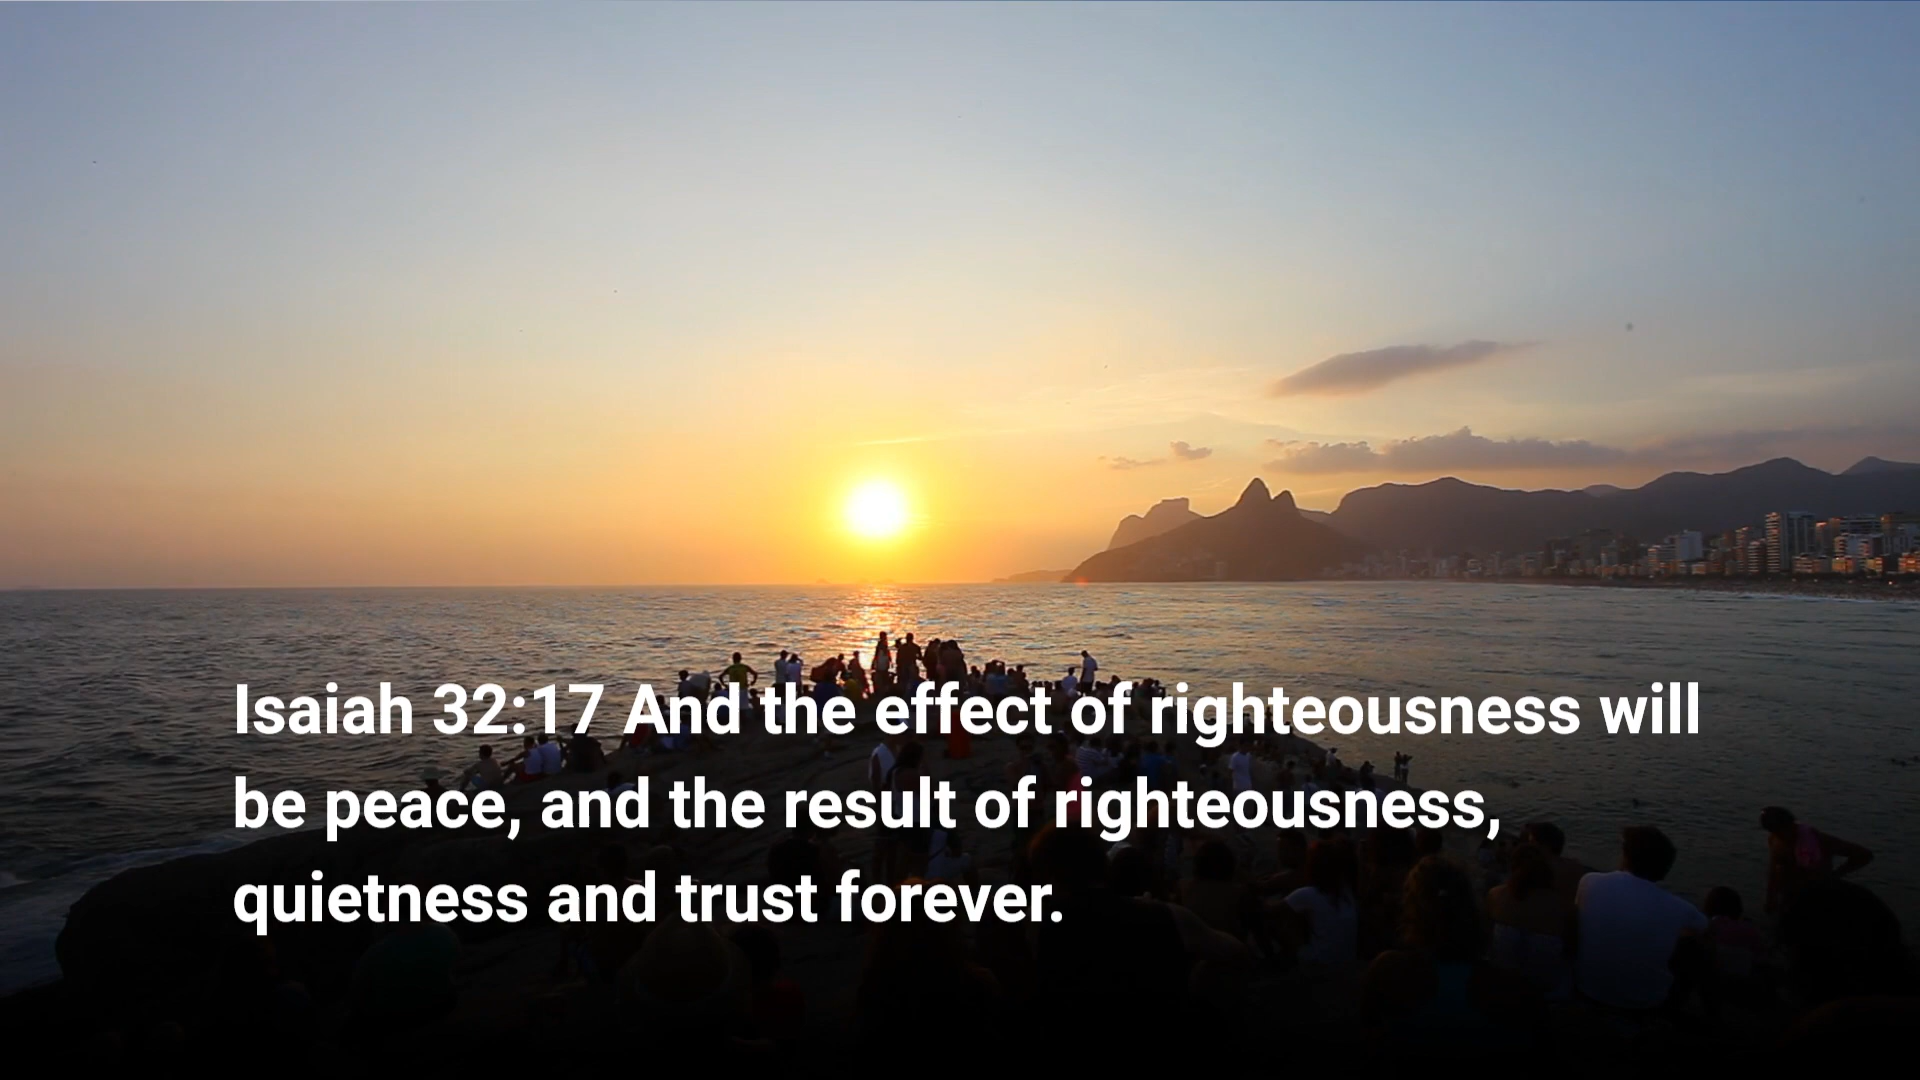 Isaiah 32:17 And the effect of righteousness will
be peace, and the result of righteousness,
quietness and trust forever.